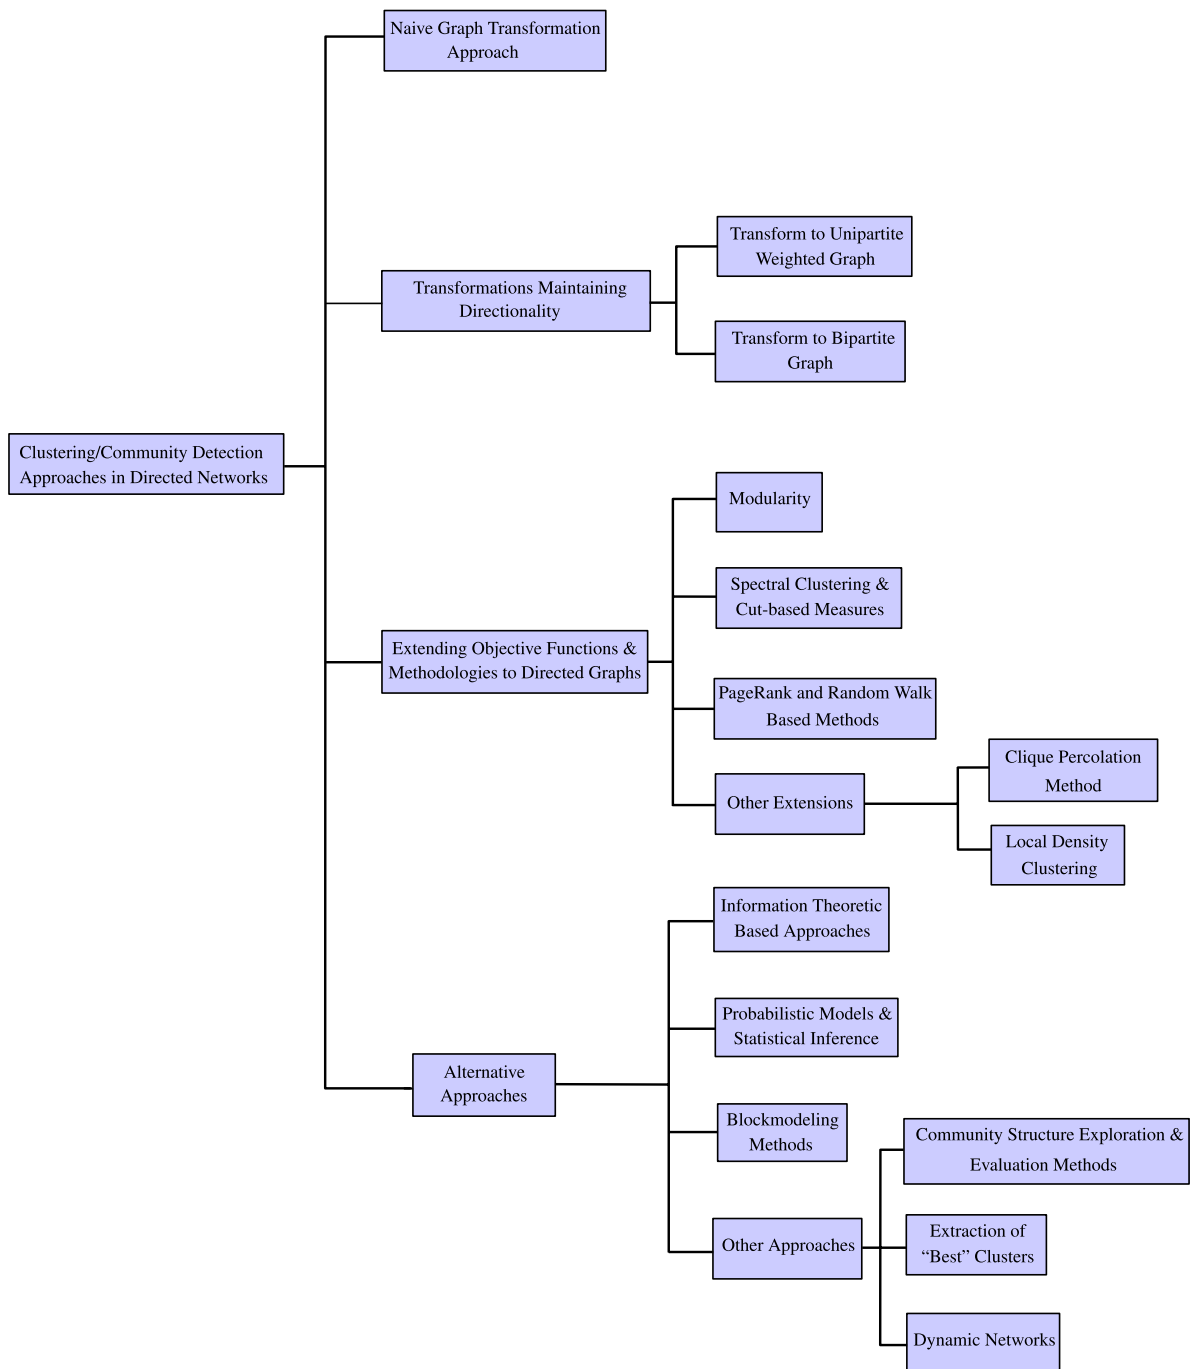 Naive Graph Transformation
Approach
Transform to Unipartite
Weighted Graph
Transformations Maintaining
Directionality
Transform to Bipartite
Graph
Clustering/Community Detection
Approaches in Directed Networks
Modularity
Spectral Clustering &
Cut-based Measures
Extending Objective Functions &
Methodologies to Directed Graphs
PageRank and Random Walk
Based Methods
Other Extensions
Clique Percolation
Method
Local Density
Clustering
Information Theoretic
Based Approaches
Probabilistic Models &
Statistical Inference
Alternative
Approaches
Blockmodeling
Methods
Other Approaches
Community Structure Exploration &
Evaluation Methods
Extraction of
“Best” Clusters
Dynamic Networks